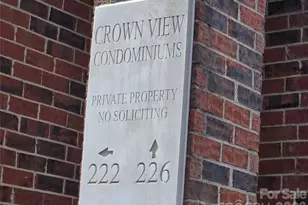 CROWN VIEW
CONDOMINIUMS
PRIVATE PROPERTY
NO SOLICITING
222 226
For Sale